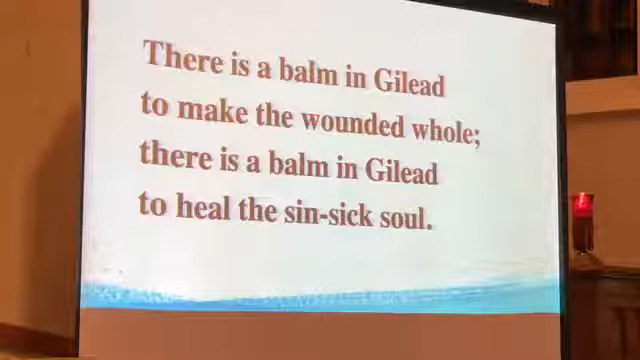 There is a balm in Gilead
to make the wounded whole;
there is a balm in Gilead
to heal the sin-sick soul.